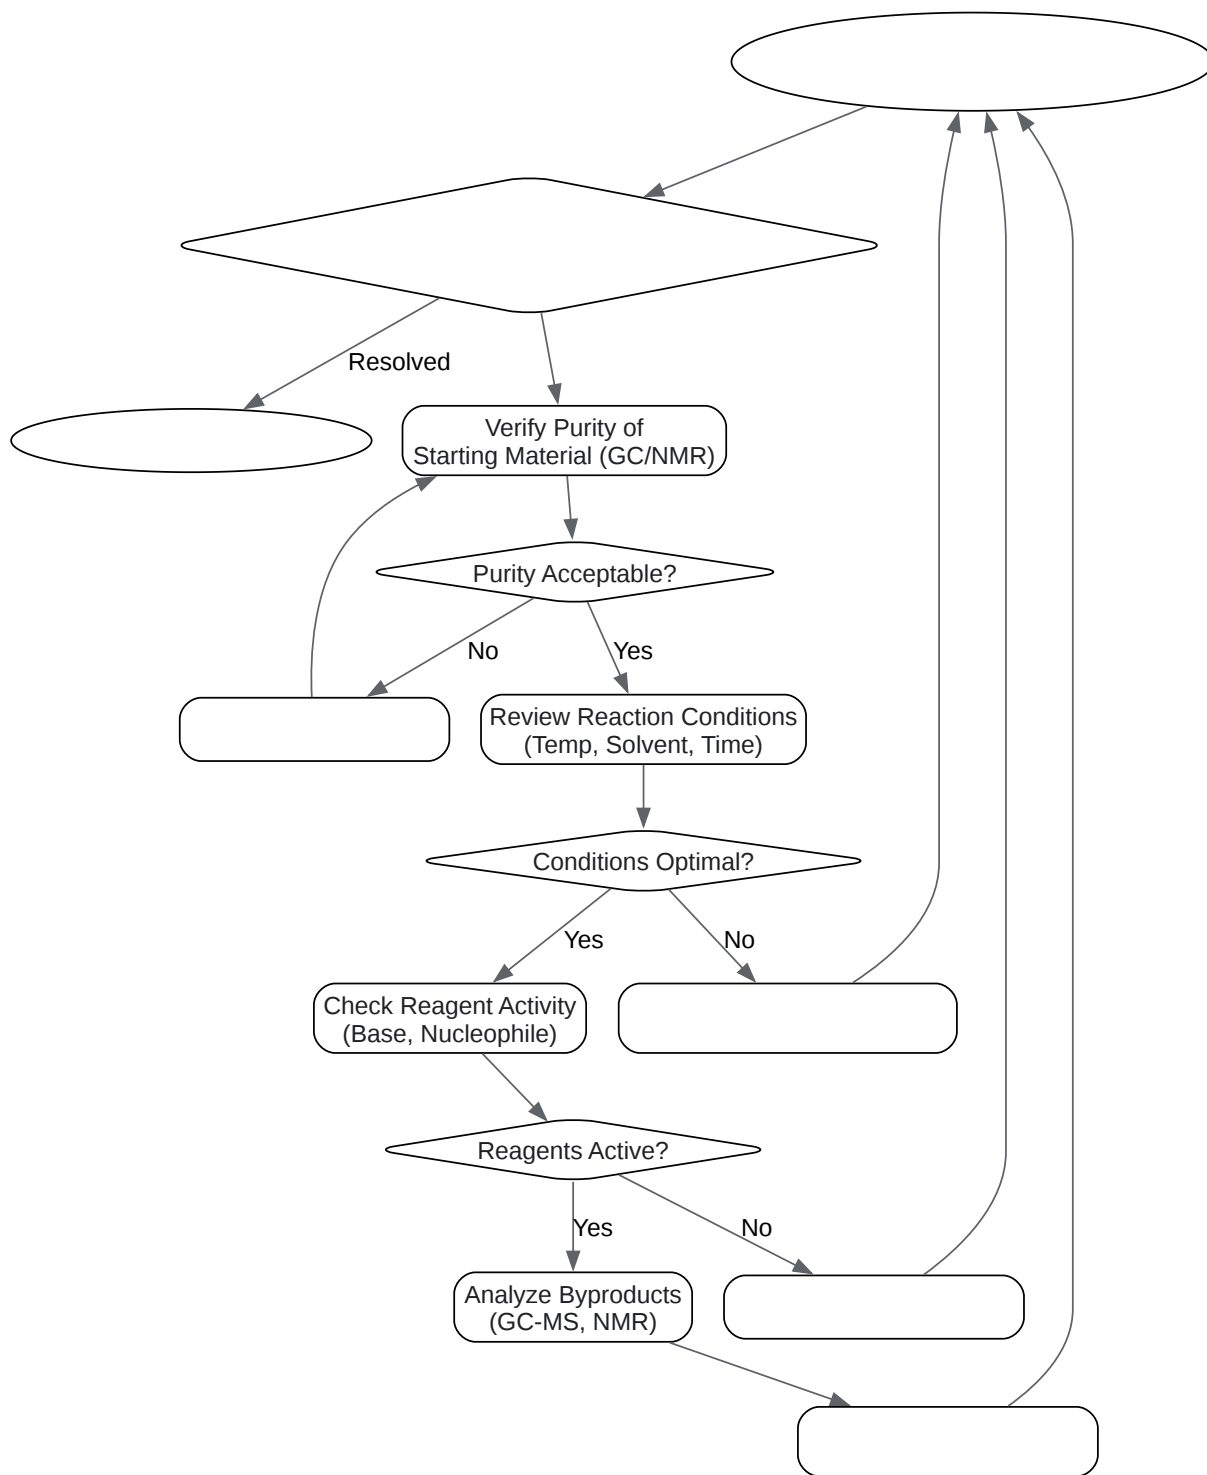 Resolved
Verify Purity of
Starting Material (GC/NMR)
Purity Acceptable?
No
Yes
Review Reaction Conditions
(Temp, Solvent, Time)
Conditions Optimal?
Yes
No
Check Reagent Activity
(Base, Nucleophile)
Reagents Active?
Yes
No
Analyze Byproducts
(GC-MS, NMR)